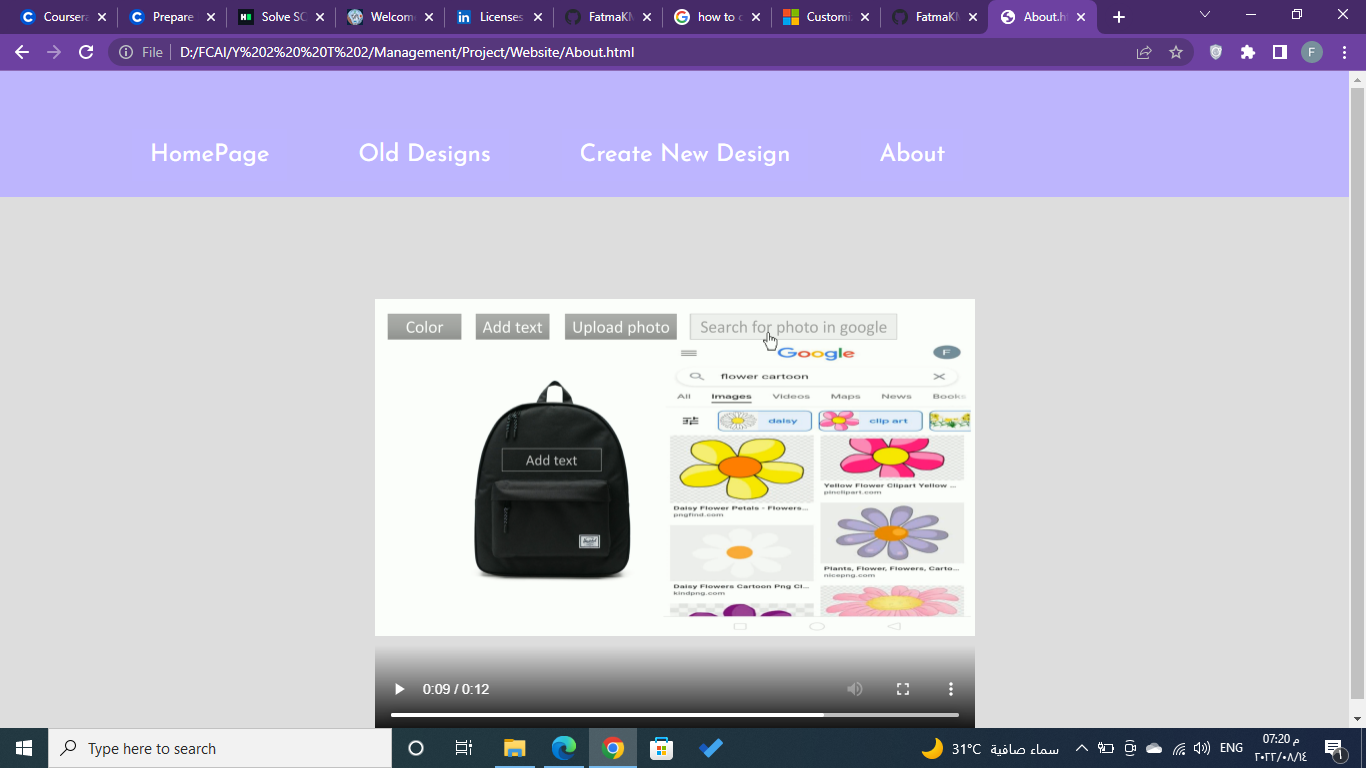 Coursera
Prepare
Solve SC
Welcome
Licenses
FatmaKM
how to c
Customi
FatmaKM
About.h
File
D:/FCAI/Y%202%20%20T%202/Management/Project/Website/About.html
F
HomePage
Old Designs
Create New Design
About
Color
Add text
Upload photo
Search for photo in google
Google
F
flower cartoon
All
Images
Videos
Maps
News
Books
daisy
clip art
Daisy Flower Petals - Flowers...
pngfind.com
Yellow Flower Clipart Yellow ...
pinclipart.com
Daisy Flowers Cartoon Png Cl...
kindpng.com
Plants, Flower, Flowers, Carto...
nicepng.com
Add text
0:09 / 0:12
Type here to search
31°C سماء صافية
ENG
07:20 م
٢٠٢٢/٠٨/١٤
1